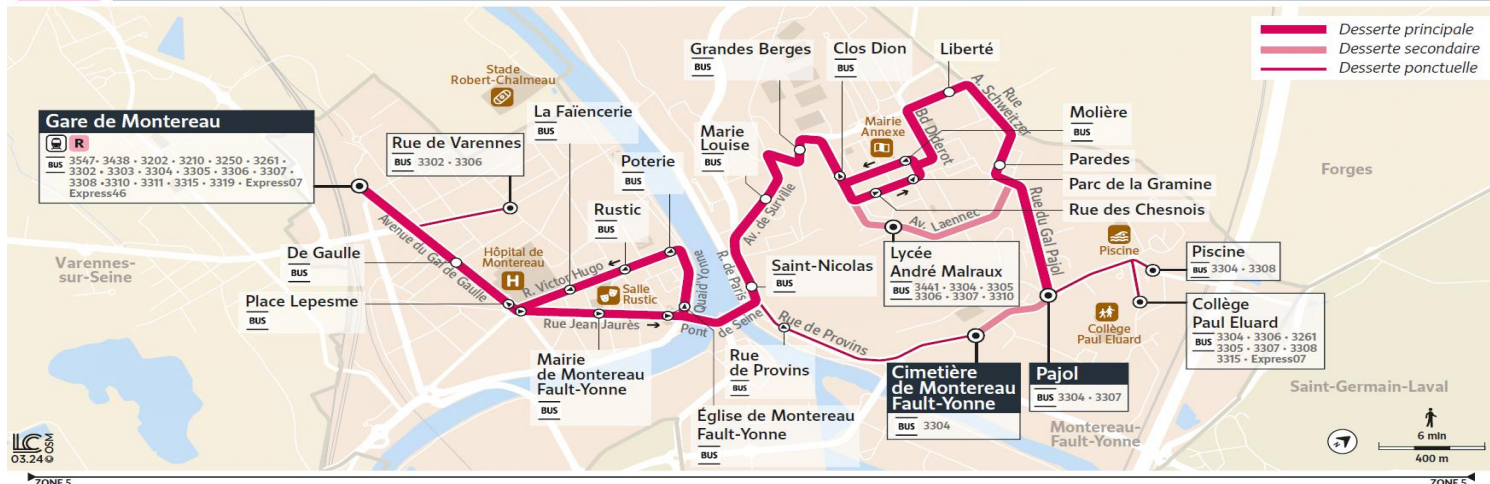 Desserte principale
Desserte secondaire
Desserte ponctuelle
Grandes Berges
BUS
Clos Dion
BUS
Liberté
Rue
A. Schweitzer
Stade
Robert-Chalmeau
Gare de Montereau
R
BUS 3547 • 3438 • 3202 • 3210 • 3250 • 3261 •
3302 • 3303 • 3304 • 3305 • 3306 • 3307 •
3308 • 3310 • 3311 • 3315 • 3319 • Express07
Express46
La Faïencerie
BUS
Rue de Varennes
BUS 3302 • 3306
Poterie
BUS
Marie
Louise
BUS
Mairie
Annexe
Bd Diderot
Molière
BUS
Paredes
Parc de la Gramine
Rue des Chesnois
BUS
Forges
Rustic
BUS
Av. de Surville
Av. Laennec
Rue du Gal Pajol
Avenue du Gal de Gaulle
Varennes-
sur-Seine
De Gaulle
BUS
Hôpital de
Montereau
H
R. Victor Hugo
Salle
Rustic
Quai d'Yonne
R. de Paris
Saint-Nicolas
BUS
Lycée
André Malraux
BUS 3441 • 3304 • 3305
3306 • 3307 • 3310
Piscine
Piscine
BUS 3304 • 3308
Place Lepesme
BUS
Rue Jean Jaurès
Pont de Seine
Rue de Provins
Collège
Paul Eluard
Collège
Paul Eluard
BUS 3304 • 3306 • 3261
3305 • 3307 • 3308
3315 • Express07
Mairie
de Montereau
Fault-Yonne
BUS
Rue
de Provins
BUS
Cimetière
de Montereau
Fault-Yonne
BUS 3304
Pajol
BUS 3304 • 3307
Église de Montereau
Fault-Yonne
BUS
Saint-Germain-Laval
Montereau-
Fault-Yonne
6 min
400 m
LC
03.24 © OSM
ZONE 5
ZONE 5